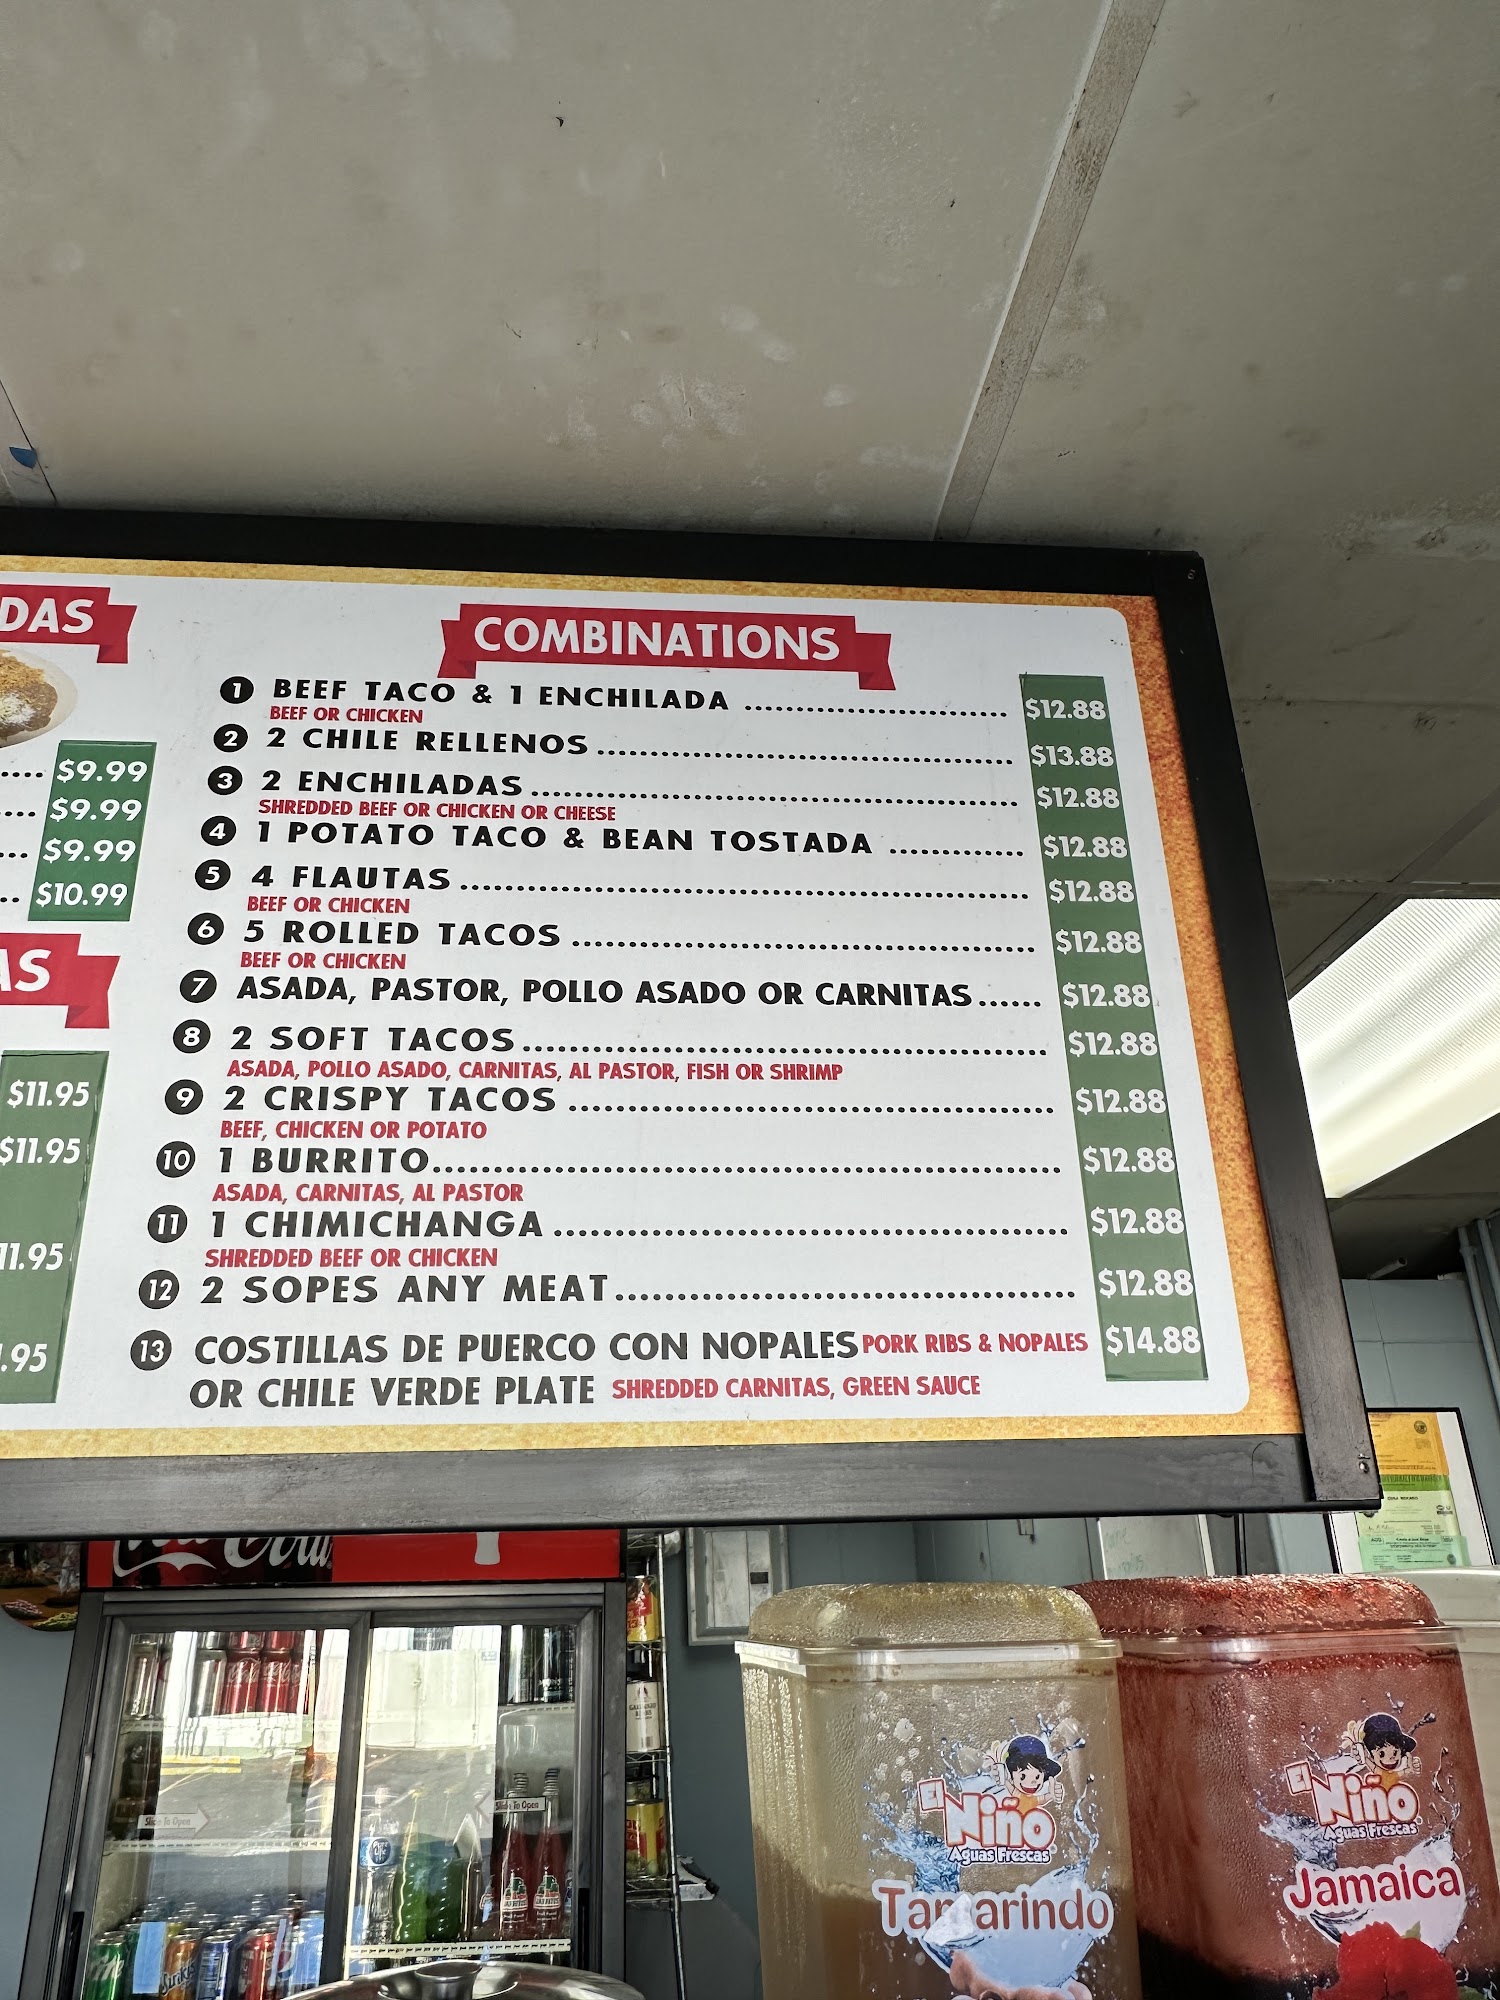 DAS
$9.99
$9.99
$9.99
$10.99
AS
$11.95
$11.95
11.95
.95
COMBINATIONS
1 BEEF TACO & 1 ENCHILADA ........................... $12.88
BEEF OR CHICKEN
2 2 CHILE RELLENOS ........................................ $13.88
3 2 ENCHILADAS ............................................... $12.88
SHREDDED BEEF OR CHICKEN OR CHEESE
4 1 POTATO TACO & BEAN TOSTADA ............. $12.88
5 4 FLAUTAS ...................................................... $12.88
BEEF OR CHICKEN
6 5 ROLLED TACOS ........................................... $12.88
BEEF OR CHICKEN
7 ASADA, PASTOR, POLLO ASADO OR CARNITAS...... $12.88
8 2 SOFT TACOS ................................................ $12.88
ASADA, POLLO ASADO, CARNITAS, AL PASTOR, FISH OR SHRIMP
9 2 CRISPY TACOS ............................................ $12.88
BEEF, CHICKEN OR POTATO
10 1 BURRITO......................................................... $12.88
ASADA, CARNITAS, AL PASTOR
11 1 CHIMICHANGA .............................................. $12.88
SHREDDED BEEF OR CHICKEN
12 2 SOPES ANY MEAT......................................... $12.88
13 COSTILLAS DE PUERCO CON NOPALES PORK RIBS & NOPALES $14.88
OR CHILE VERDE PLATE SHREDDED CARNITAS, GREEN SAUCE
Coca Cola
Slide To Open
Slide To Open
El Niño
Aguas Frescas
Tamarindo
El Niño
Aguas Frescas
Jamaica